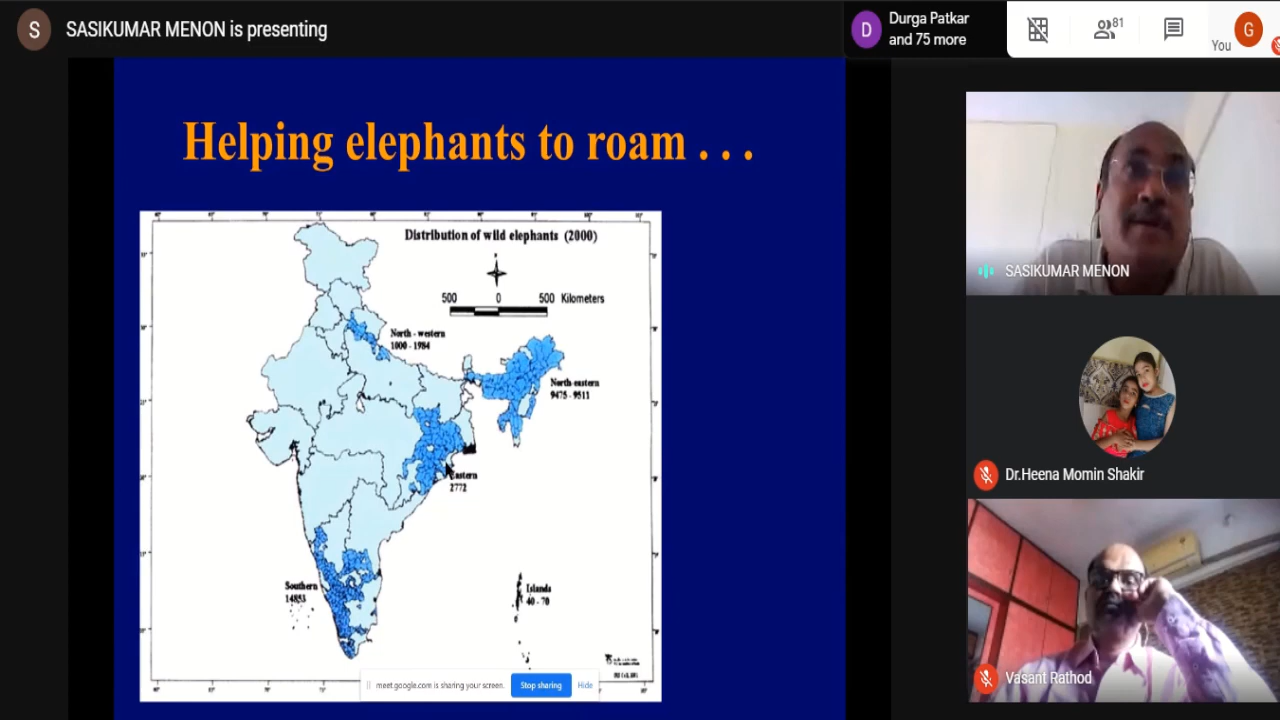 S
SASIKUMAR MENON is presenting
D
Durga Patkar
and 75 more
81
You
G
Helping elephants to roam . . .
Distribution of wild elephants (2000)
500 0 500 Kilometers
North - western
1000 - 1984
North-eastern
9475 - 9511
Eastern
2772
Southern
14853
Islands
40 - 70
meet.google.com is sharing your screen.
Stop sharing
Hide
SASIKUMAR MENON
Dr.Heena Momin Shakir
Vasant Rathod